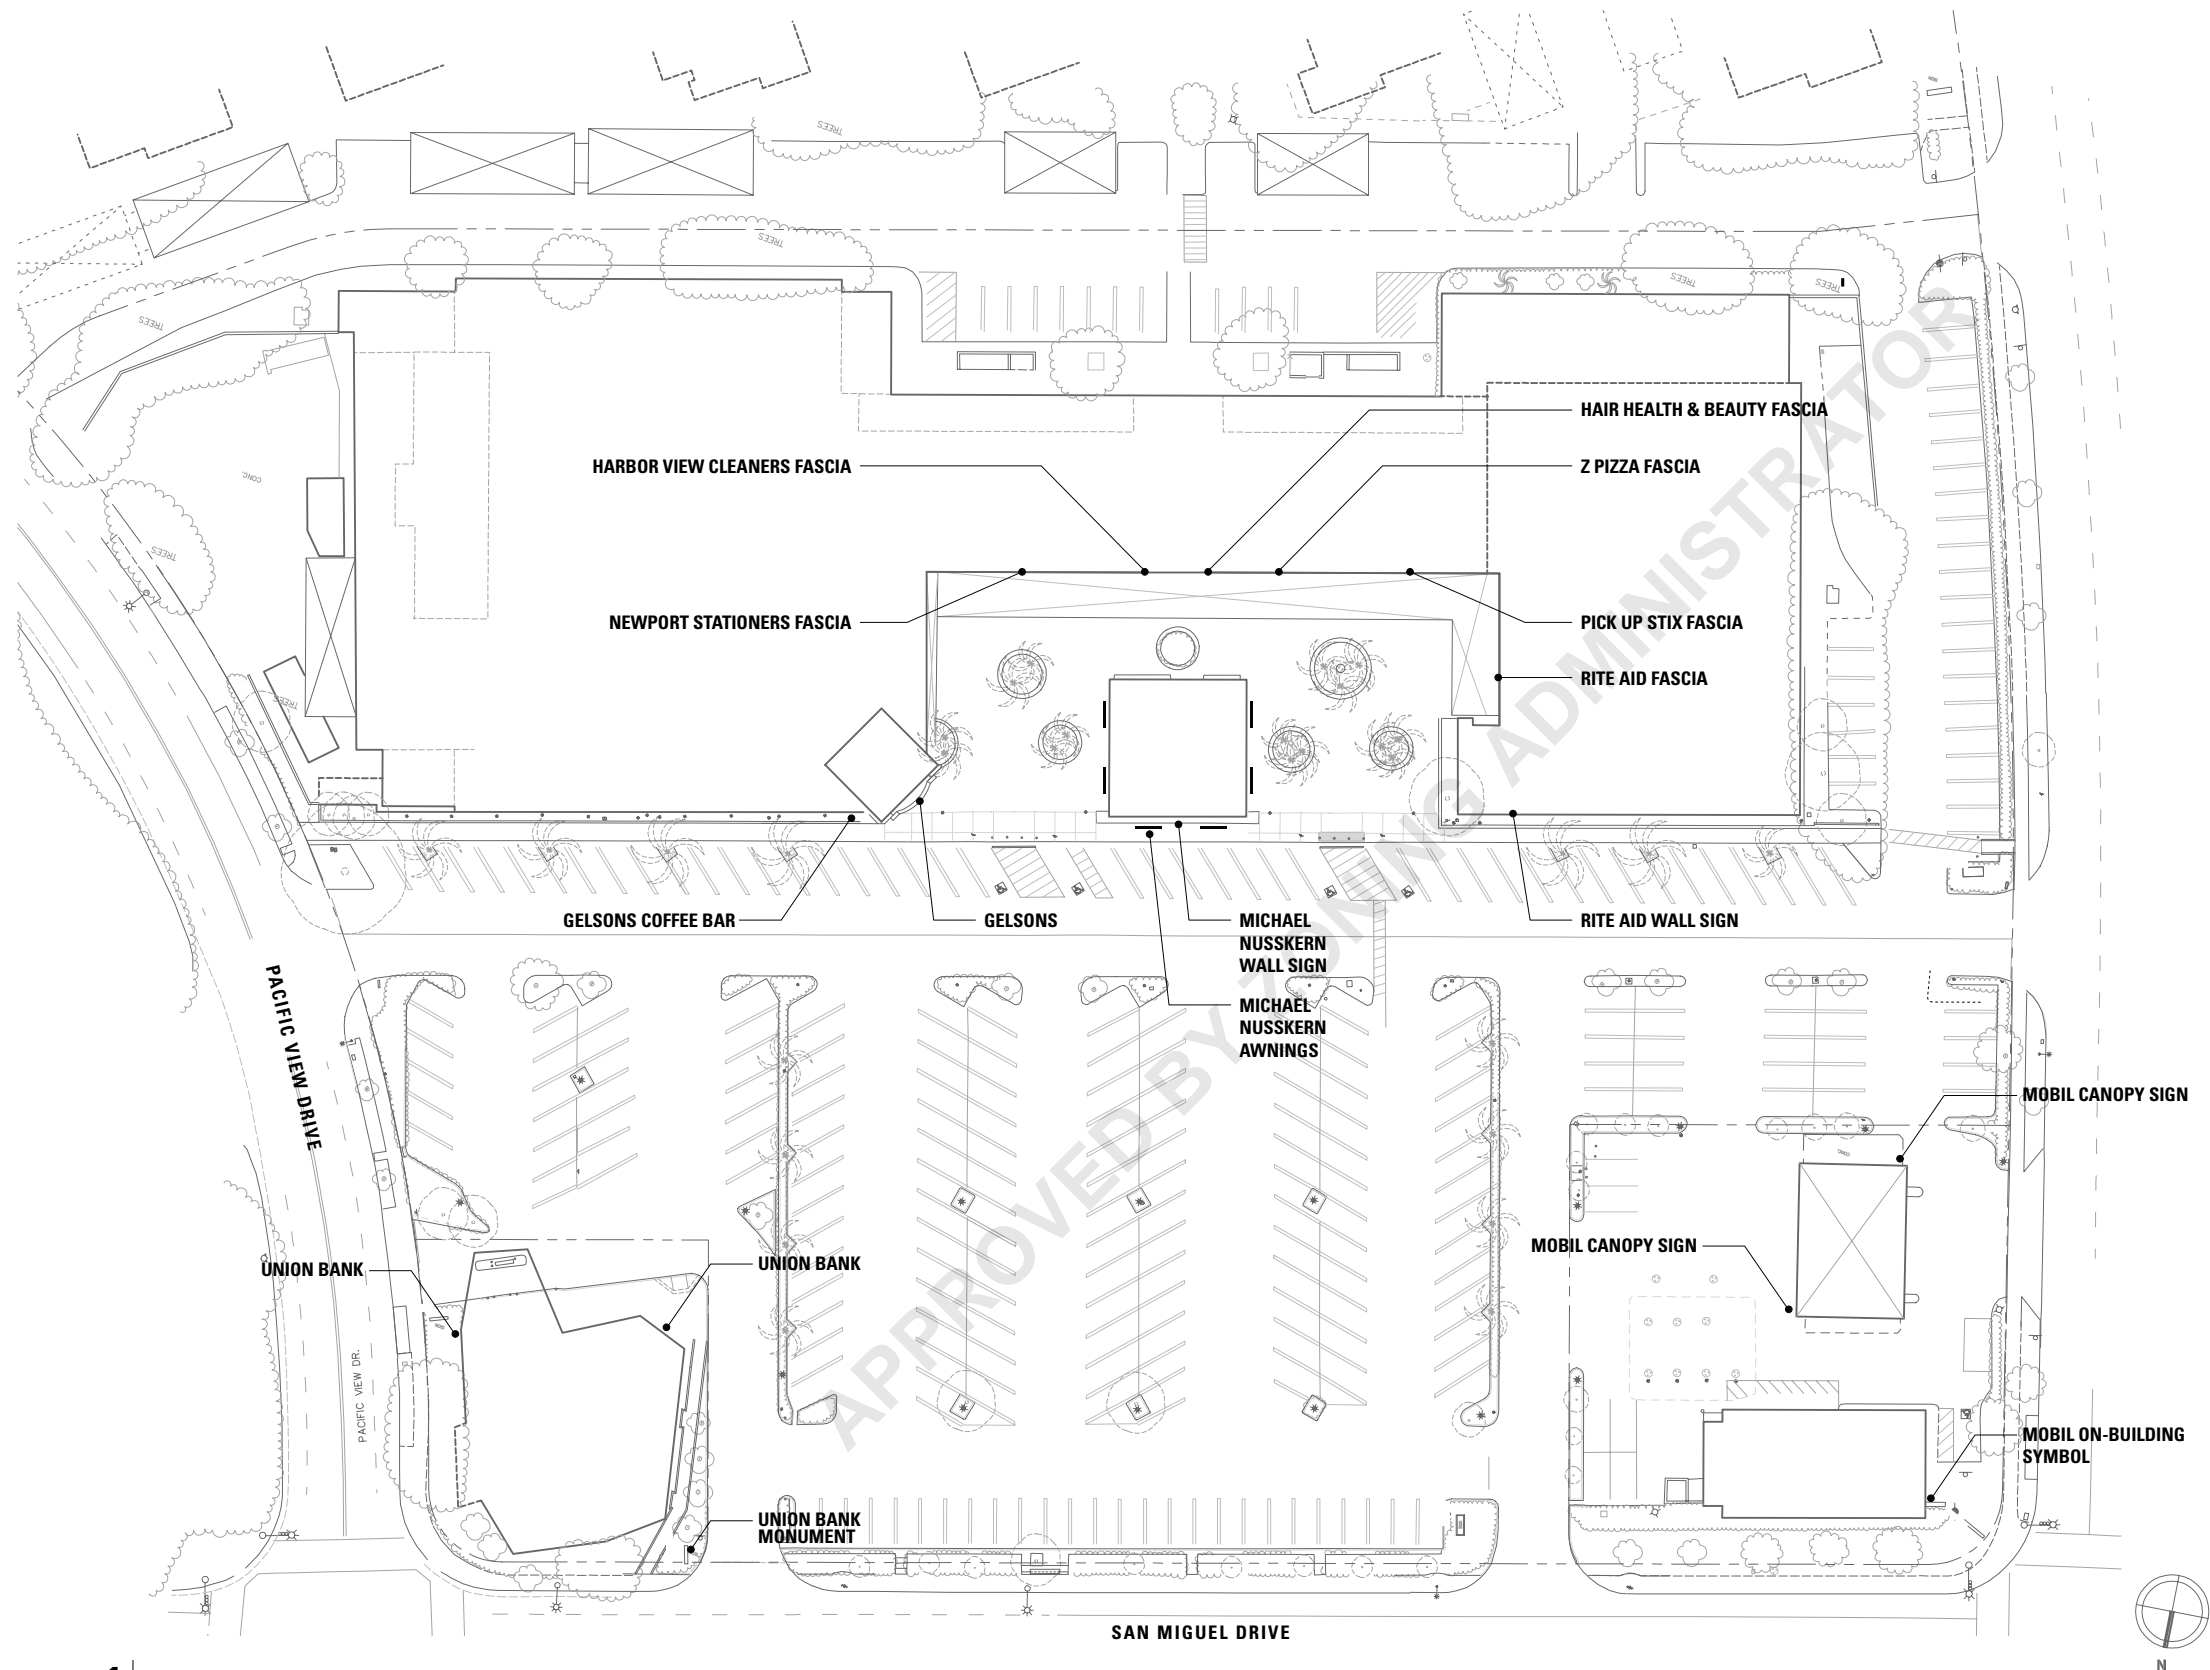 TREES
TREES
TREES
TREES
TREES
HAIR HEALTH & BEAUTY FASCIA
HARBOR VIEW CLEANERS FASCIA
Z PIZZA FASCIA
CONC.
TREES
NEWPORT STATIONERS FASCIA
PICK UP STIX FASCIA
RITE AID FASCIA
TREES
GELSONS COFFEE BAR
GELSONS
MICHAEL
NUSSKERN
WALL SIGN
RITE AID WALL SIGN
MICHAEL
NUSSKERN
AWNINGS
PACIFIC VIEW DRIVE
MOBIL CANOPY SIGN
CONC.
MOBIL CANOPY SIGN
UNION BANK
UNION BANK
PACIFIC VIEW DR.
MOBIL ON-BUILDING
SYMBOL
UNION BANK
MONUMENT
SAN MIGUEL DRIVE
N
APPROVED BY ZONING ADMINISTRATOR